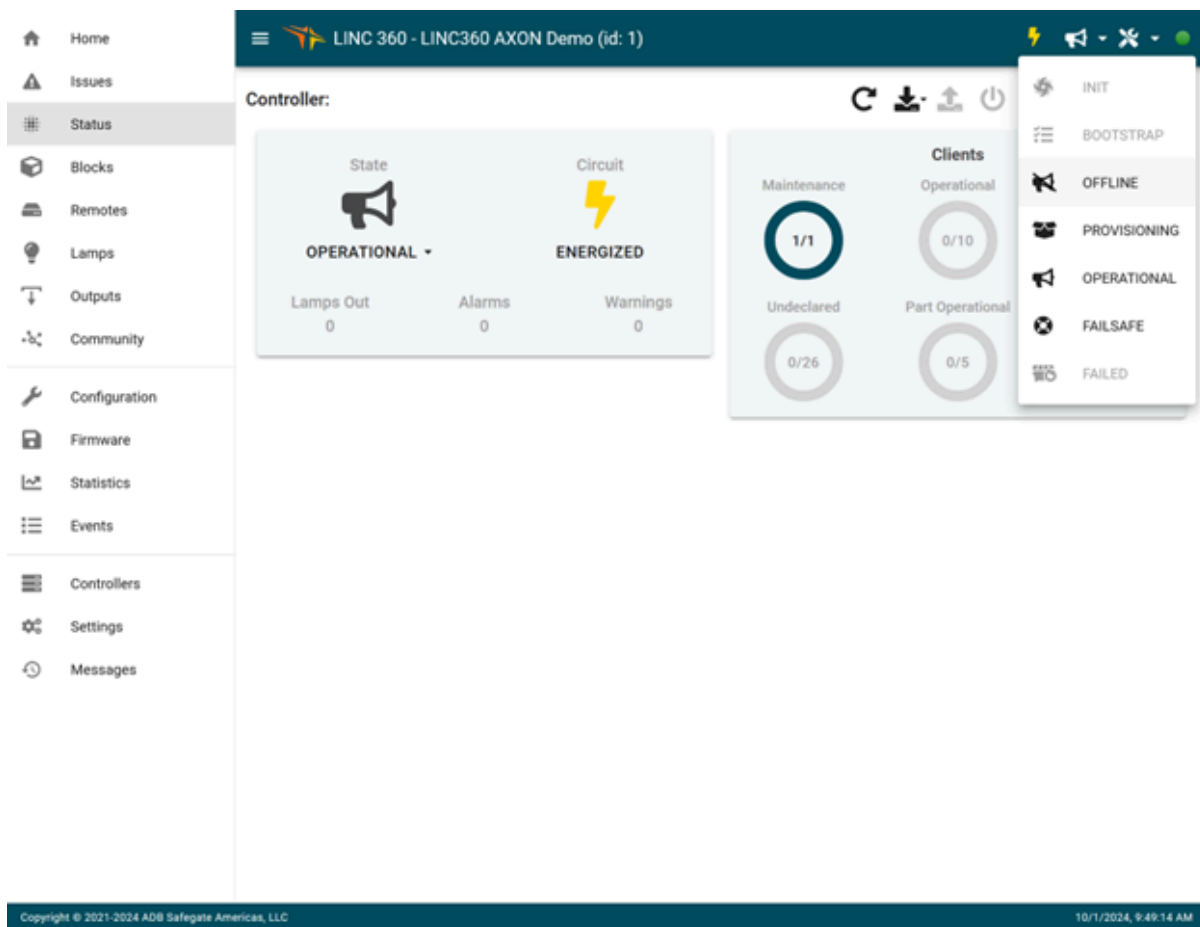 Home
Issues
Status
Blocks
Remotes
Lamps
Outputs
Community
Configuration
Firmware
Statistics
Events
Controllers
Settings
Messages
LINC 360 - LINC360 AXON Demo (id: 1)
Controller:
State
Circuit
OPERATIONAL
ENERGIZED
Lamps Out
Alarms
Warnings
0
0
0
Clients
Maintenance
Operational
1/1
0/10
Undeclared
Part Operational
0/26
0/5
INIT
BOOTSTRAP
OFFLINE
PROVISIONING
OPERATIONAL
FAILSAFE
FAILED
Copyright © 2021-2024 ADB Safegate Americas, LLC
10/1/2024, 9:49:14 AM